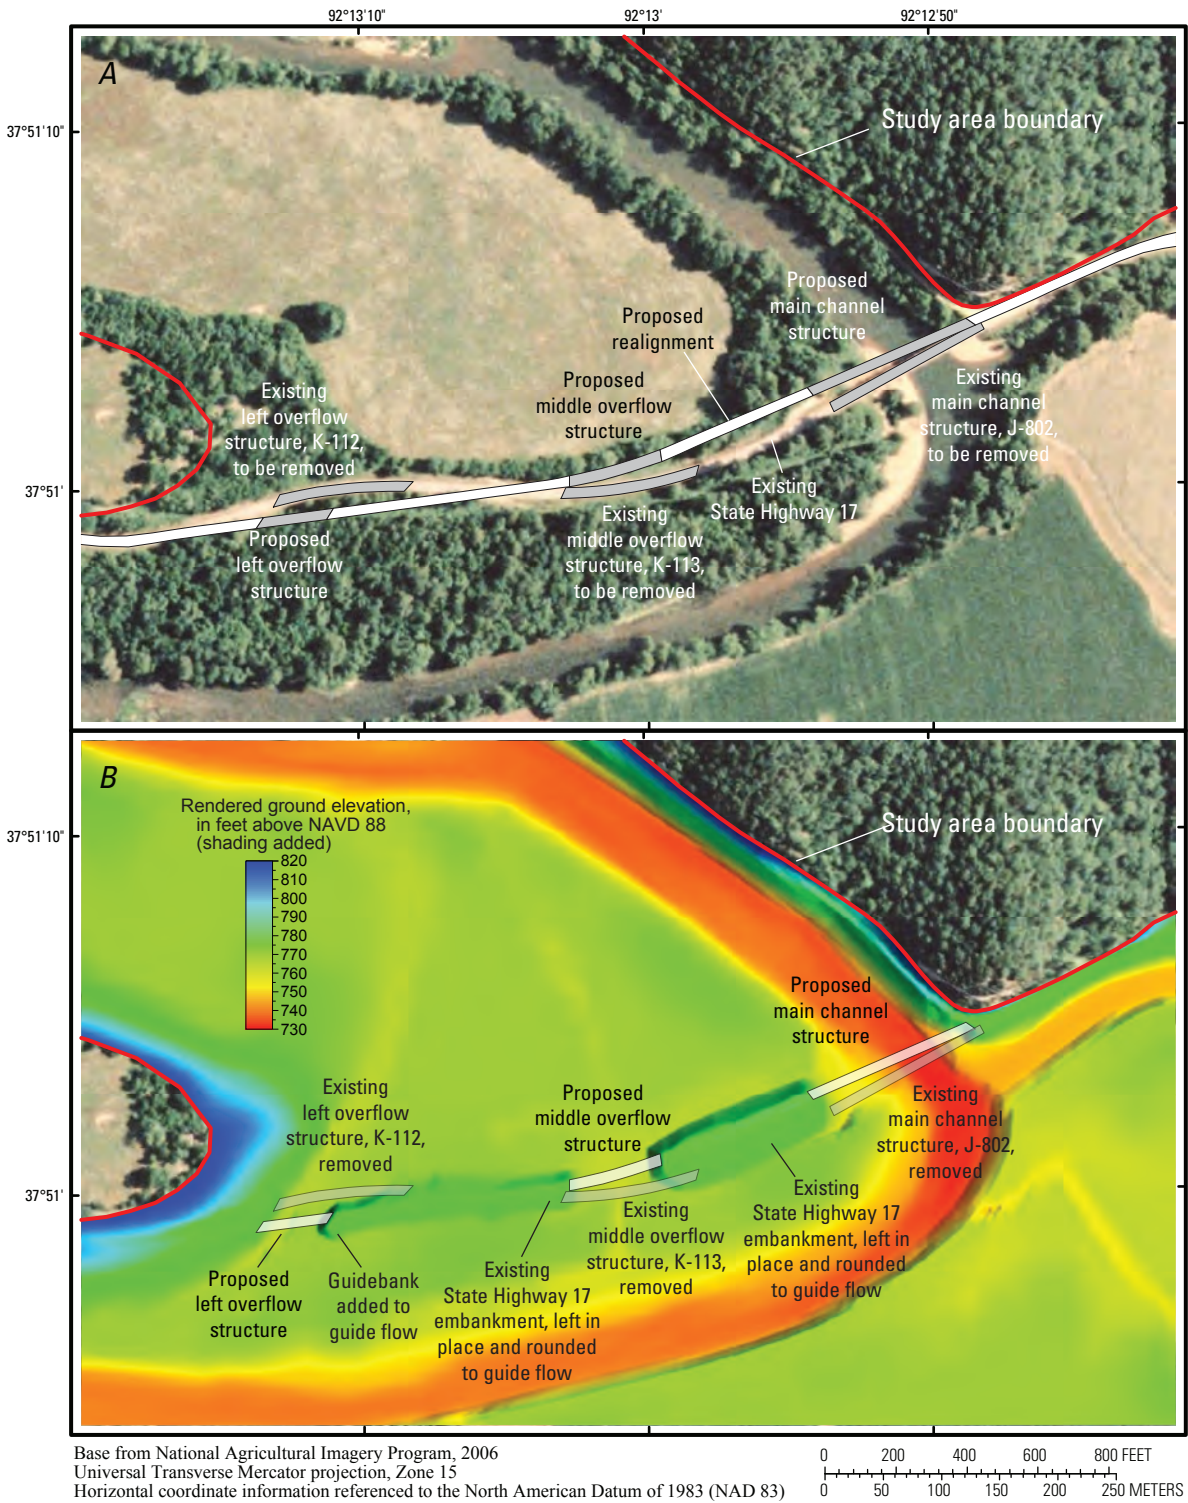 92°13'10"
92°13'
92°12'50"
A
37°51'10"
Study area boundary
Proposed
main channel
structure
Proposed
realignment
Proposed
middle overflow
structure
Existing
left overflow
structure, K-112,
to be removed
Existing
main channel
structure, J-802,
to be removed
37°51'
Existing
State Highway 17
Existing
middle overflow
structure, K-113,
to be removed
Proposed
left overflow
structure
B
Rendered ground elevation,
in feet above NAVD 88
(shading added)
820
810
800
790
780
770
760
750
740
730
37°51'10"
Study area boundary
Proposed
main channel
structure
Existing
left overflow
structure, K-112,
removed
Proposed
middle overflow
structure
Existing
main channel
structure, J-802,
removed
37°51'
Existing
State Highway 17
embankment, left in
place and rounded
to guide flow
Existing
middle overflow
structure, K-113,
removed
Existing
State Highway 17
embankment, left in
place and rounded
to guide flow
Proposed
left overflow
structure
Guidebank
added to
guide flow
Base from National Agricultural Imagery Program, 2006
Universal Transverse Mercator projection, Zone 15
Horizontal coordinate information referenced to the North American Datum of 1983 (NAD 83)
0 200 400 600 800 FEET
0 50 100 150 200 250 METERS